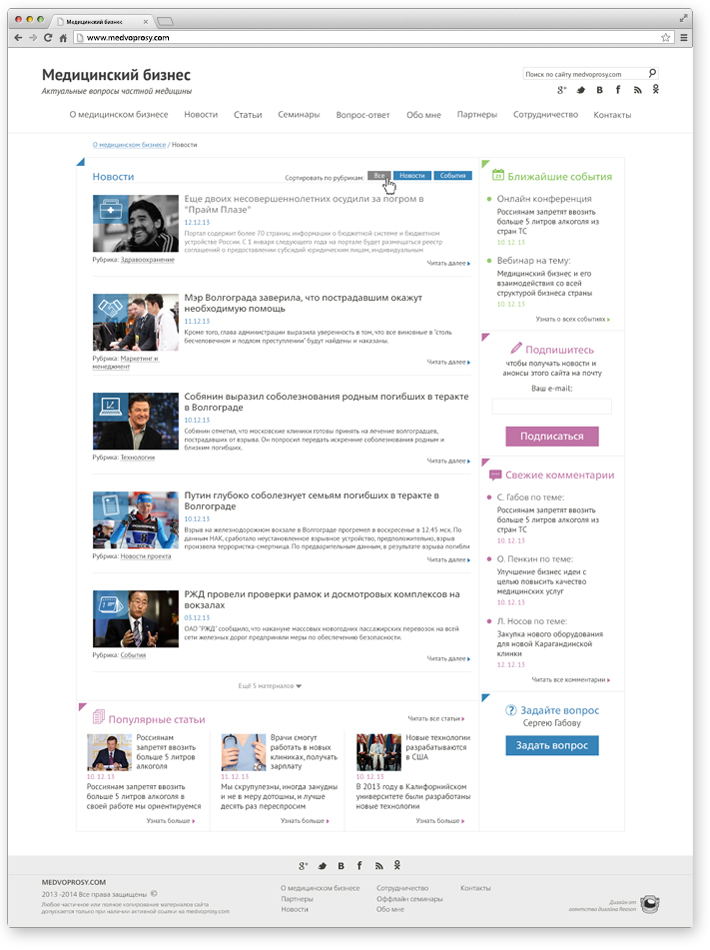 Медицинский бизнес
www.medvoprosy.com
Медицинский бизнес
Актуальные вопросы частной медицины
Поиск по сайту medvoprosy.com
О медицинском бизнесе Новости Статьи Семинары Вопрос-ответ Обо мне Партнеры Сотрудничество Контакты
О медицинском бизнесе / Новости
Новости
Сортировать по рубрикам: Все Новости События
Еще двоих несовершеннолетних осудили за погром в
"Прайм Плазе"
12.12.13
Портал содержит более 70 страниц информации о бюджетной системе и бюджетном
устройстве России. С 1 января следующего года на портале будет размещаться реестр
соглашений о предоставлении субсидий юридическим лицам, индивидуальным
Рубрика: Здравоохранение
Читать далее
Мэр Волгограда заверила, что пострадавшим окажут
необходимую помощь
11.12.13
Кроме того, глава администрации выразила уверенность в том, что все виновные в "столь
бесчеловечном и подлом преступлении" будут найдены и наказаны.
Рубрика: Маркетинг и
менеджмент
Читать далее
Собянин выразил соболезнования родным погибших в теракте
в Волгограде
10.12.13
Собянин отметил, что московские клиники готовы принять на лечение волгоградцев,
пострадавших от взрыва. Он попросил передать искренние соболезнования родным и
близким погибших.
Рубрика: Технологии
Читать далее
Путин глубоко соболезнует семьям погибших в теракте в
Волгограде
10.12.13
Взрыв на железнодорожном вокзале в Волгограде прогремел в воскресенье в 12.45 мск. По
данным НАК, сработало неустановленное взрывное устройство, предположительно, взрыв
произвела террористка-смертница. По предварительным данным, в результате взрыва погибли
Рубрика: Новости проекта
Читать далее
РЖД провели проверки рамок и досмотровых комплексов на
вокзалах
03.12.13
ОАО "РЖД" сообщило, что накануне массовых новогодних пассажирских перевозок на всей
сети железных дорог предприняли меры по обеспечению безопасности.
Рубрика: События
Читать далее
Ещё 5 материалов
Ближайшие события
Онлайн конференция
Россиянам запретят ввозить
больше 5 литров алкоголя из
стран ТС
10.12.13
Вебинар на тему:
Медицинский бизнес и его
взаимодействия со всей
структурой бизнеса страны
10.12.13
Узнать о всех событиях
Подпишитесь
чтобы получать новости и
анонсы этого сайта на почту
Ваш e-mail:
Подписаться
Свежие комментарии
С. Габов по теме:
Россиянам запретят ввозить
больше 5 литров алкоголя из
стран ТС
10.12.13
О. Пенкин по теме:
Улучшение бизнес идеи с
целью повысить качество
медицинских услуг
10.12.13
Л. Носов по теме:
Закупка нового оборудования
для новой Карагандинской
клиники
12.12.13
Читать все комментарии
Задайте вопрос
Сергею Габову
Задать вопрос
Популярные статьи
Читать все статьи
Россиянам
запретят ввозить
больше 5 литров
алкоголя
10.12.13
Россиянам запретят ввозить
больше 5 литров алкоголя в
своей работе мы ориентируемся
Узнать больше
Врачи смогут
работать в новых
клиниках, получать
зарплату
11.12.13
Мы скрупулезны, иногда занудны
и не в меру дотошны, и лучше
десять раз переспросим
Узнать больше
Новые технологии
разрабатываются
в США
10.12.13
В 2013 году в Калифорнийском
университете были разработаны
новые технологии
Узнать больше
MEDVOPROSY.COM
2013 -2014 Все права защищены ©
Любое частичное или полное копирование материалов сайта
допускается только при наличии активной ссылки на medvoprosy.com
О медицинском бизнесе Сотрудничество Контакты
Партнеры Оффлайн семинары
Новости Обо мне
Дизайн от
агентства дизайна